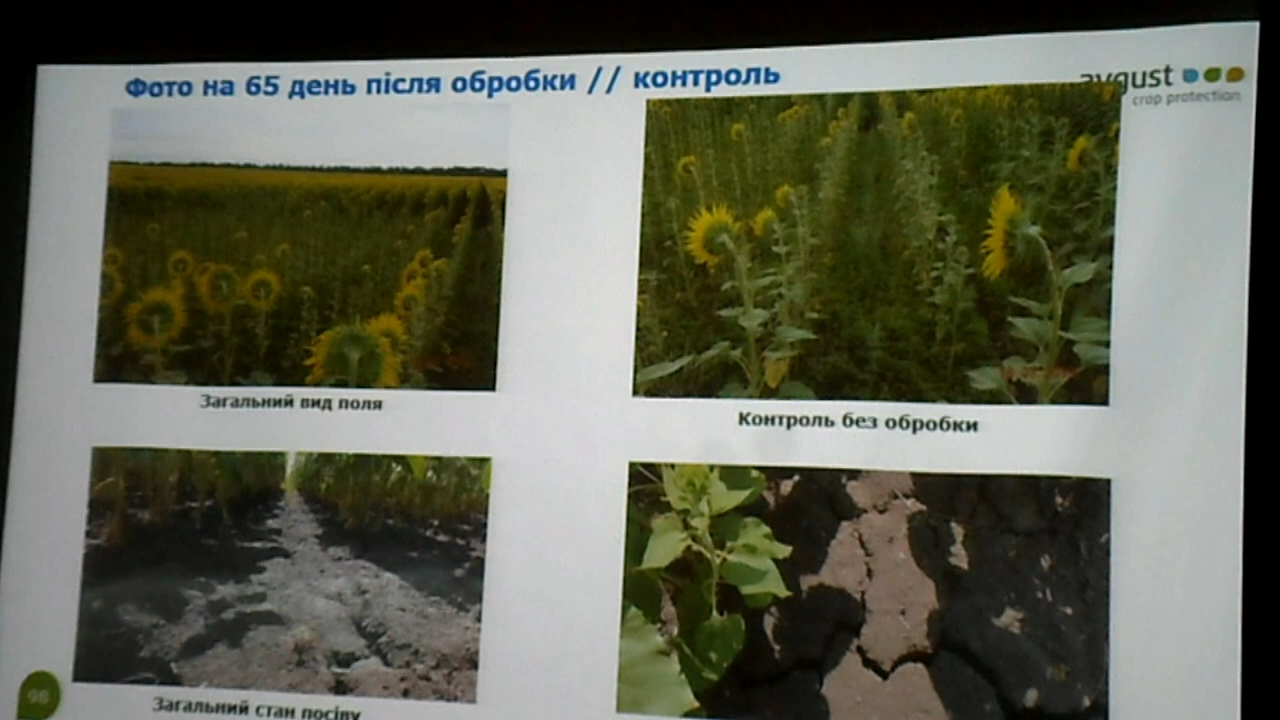 Фото на 65 день після обробки // контроль
avgust
crop protection
Загальний вид поля
Контроль без обробки
Загальний стан посіву
98